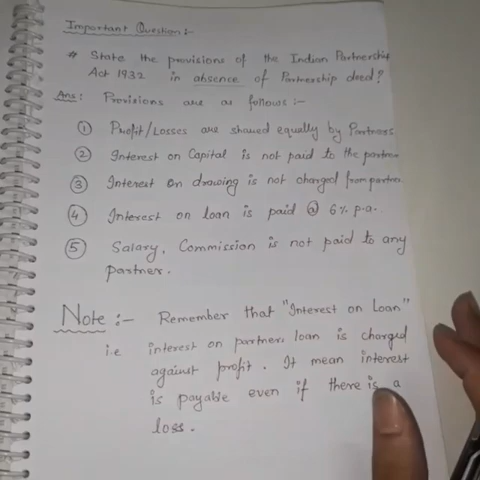 Important Question:-
* State the provisions of the Indian Partnership
Act 1932 in absence of Partnership deed?
Ans: Provisions are as follows :-
① Profit/Losses are shared equally by Partners
② Interest on Capital is not paid to the partner
③ Interest on drawing is not charged from partner
④ Interest on loan is paid @ 6% p.a.
⑤ Salary, Commission is not paid to any
partner.
Note :- Remember that "Interest on Loan"
i.e interest on partners loan is charged
against profit. It mean interest
is payable even if there is a
loss.